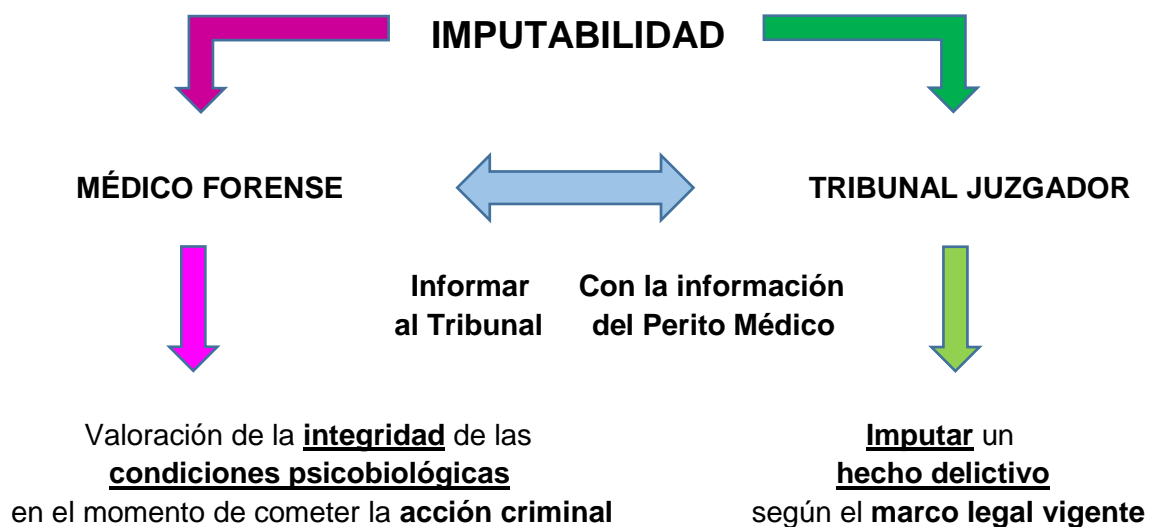 IMPUTABILIDAD
MÉDICO FORENSE
TRIBUNAL JUZGADOR
Informar
al Tribunal
Con la información
del Perito Médico
Valoración de la integridad de las
condiciones psicobiológicas
en el momento de cometer la acción criminal
Imputar un
hecho delictivo
según el marco legal vigente